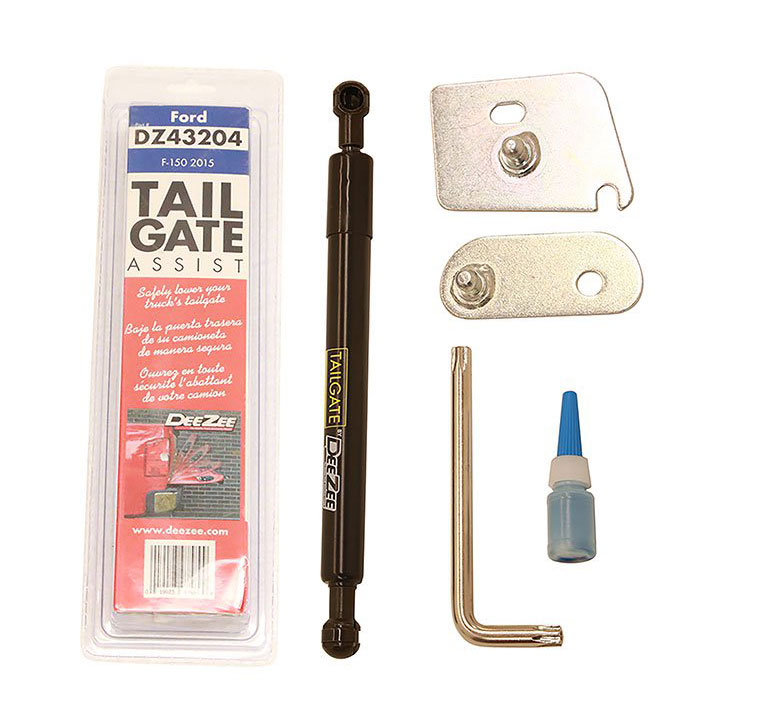 Ford
DZ43204
F-150 2015
TAIL
GATE
ASSIST
Safely lower your
truck's tailgate
Baje la puerta trasera
de su camioneta
de manera segura
Ouvrez en toute
sécurité l'abattant
de votre camion
DEEZEE
www.deezee.com
TAILGATE
BY
DEEZEE